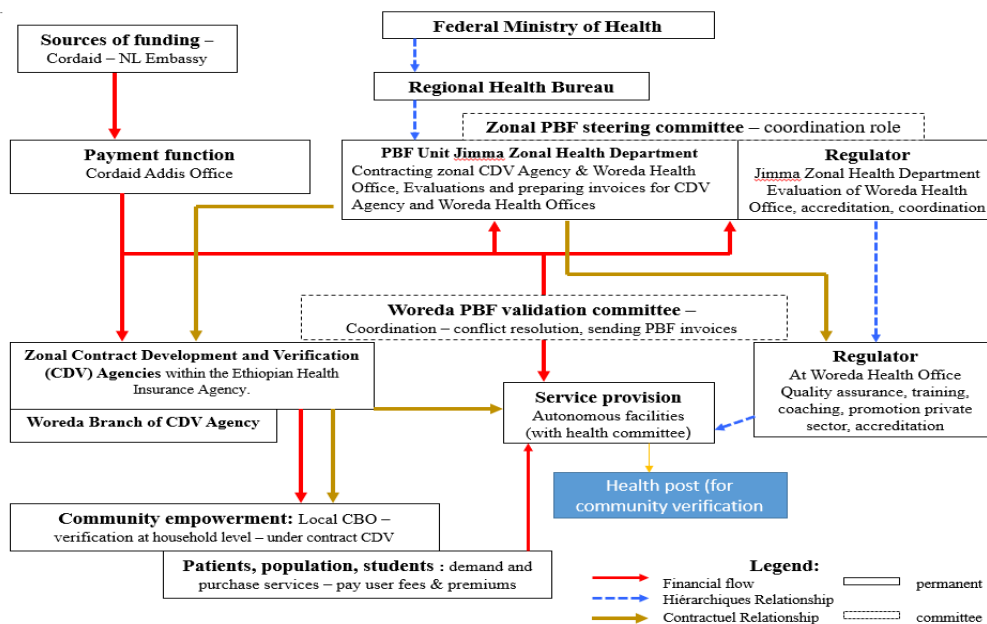 Federal Ministry of Health
Sources of funding –
Cordaid – NL Embassy
Regional Health Bureau
Zonal PBF steering committee – coordination role
Payment function
Cordaid Addis Office
PBF Unit Jimma Zonal Health Department
Contracting zonal CDV Agency & Woreda Health
Office, Evaluations and preparing invoices for CDV
Agency and Woreda Health Offices
Regulator
Jimma Zonal Health Department
Evaluation of Woreda Health
Office, accreditation, coordination
Woreda PBF validation committee –
Coordination – conflict resolution, sending PBF invoices
Zonal Contract Development and Verification
(CDV) Agencies within the Ethiopian Health
Insurance Agency.
Woreda Branch of CDV Agency
Service provision
Autonomous facilities
(with health committee)
Regulator
At Woreda Health Office
Quality assurance, training,
coaching, promotion private
sector, accreditation
Health post (for
community verification
Community empowerment: Local CBO –
verification at household level – under contract CDV
Patients, population, students : demand and
purchase services – pay user fees & premiums
Legend:
Financial flow
Hiérarchiques Relationship
Contractuel Relationship
permanent
committee